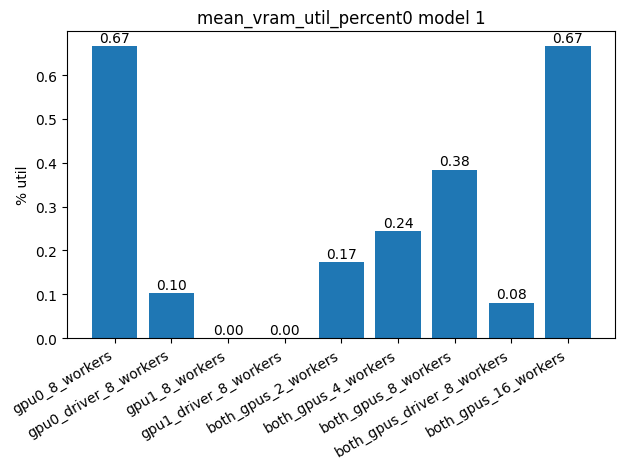 mean_vram_util_percent0 model 1
% util
0.6
0.5
0.4
0.3
0.2
0.1
0.0
0.67
0.10
0.00
0.00
0.17
0.24
0.38
0.08
0.67
gpu0_8_workers
gpu0_driver_8_workers
gpu1_8_workers
gpu1_driver_8_workers
both_gpus_2_workers
both_gpus_4_workers
both_gpus_8_workers
both_gpus_driver_8_workers
both_gpus_16_workers